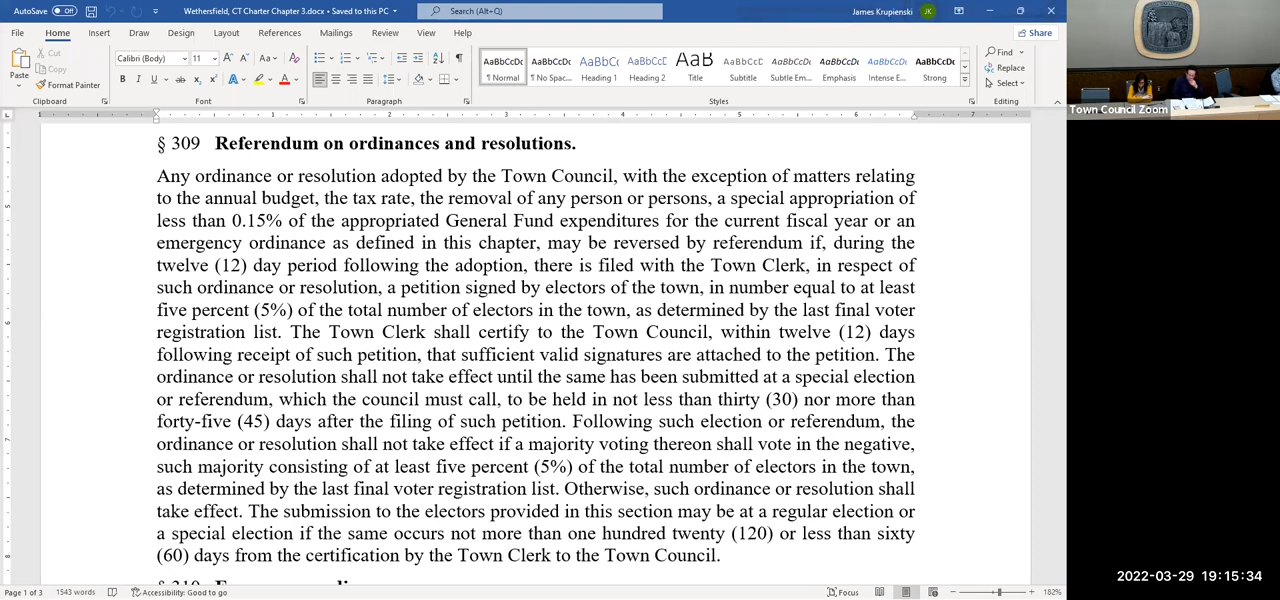 AutoSave Off Wethersfield, CT Charter Chapter 3.docx • Saved to this PC Search (Alt+Q) James Krupienski JK
File Home Insert Draw Design Layout References Mailings Review View Help Share
Paste Cut Copy Format Painter
Calibri (Body) 11
AaBbCcDc AaBbCcDc AaBbCc AaBbCcC AaB AaBbCcC AaBbCcDc AaBbCcDc AaBbCcDc AaBbCcDc
¶ Normal ¶ No Spac... Heading 1 Heading 2 Title Subtitle Subtle Em... Emphasis Intense E... Strong
Find Replace Select
Clipboard Font Paragraph Styles Editing
Town Council Zoom
§ 309 Referendum on ordinances and resolutions.
Any ordinance or resolution adopted by the Town Council, with the exception of matters relating
to the annual budget, the tax rate, the removal of any person or persons, a special appropriation of
less than 0.15% of the appropriated General Fund expenditures for the current fiscal year or an
emergency ordinance as defined in this chapter, may be reversed by referendum if, during the
twelve (12) day period following the adoption, there is filed with the Town Clerk, in respect of
such ordinance or resolution, a petition signed by electors of the town, in number equal to at least
five percent (5%) of the total number of electors in the town, as determined by the last final voter
registration list. The Town Clerk shall certify to the Town Council, within twelve (12) days
following receipt of such petition, that sufficient valid signatures are attached to the petition. The
ordinance or resolution shall not take effect until the same has been submitted at a special election
or referendum, which the council must call, to be held in not less than thirty (30) nor more than
forty-five (45) days after the filing of such petition. Following such election or referendum, the
ordinance or resolution shall not take effect if a majority voting thereon shall vote in the negative,
such majority consisting of at least five percent (5%) of the total number of electors in the town,
as determined by the last final voter registration list. Otherwise, such ordinance or resolution shall
take effect. The submission to the electors provided in this section may be at a regular election or
a special election if the same occurs not more than one hundred twenty (120) or less than sixty
(60) days from the certification by the Town Clerk to the Town Council.
Page 1 of 3 1543 words Accessibility: Good to go Focus 182%
2022-03-29 19:15:34